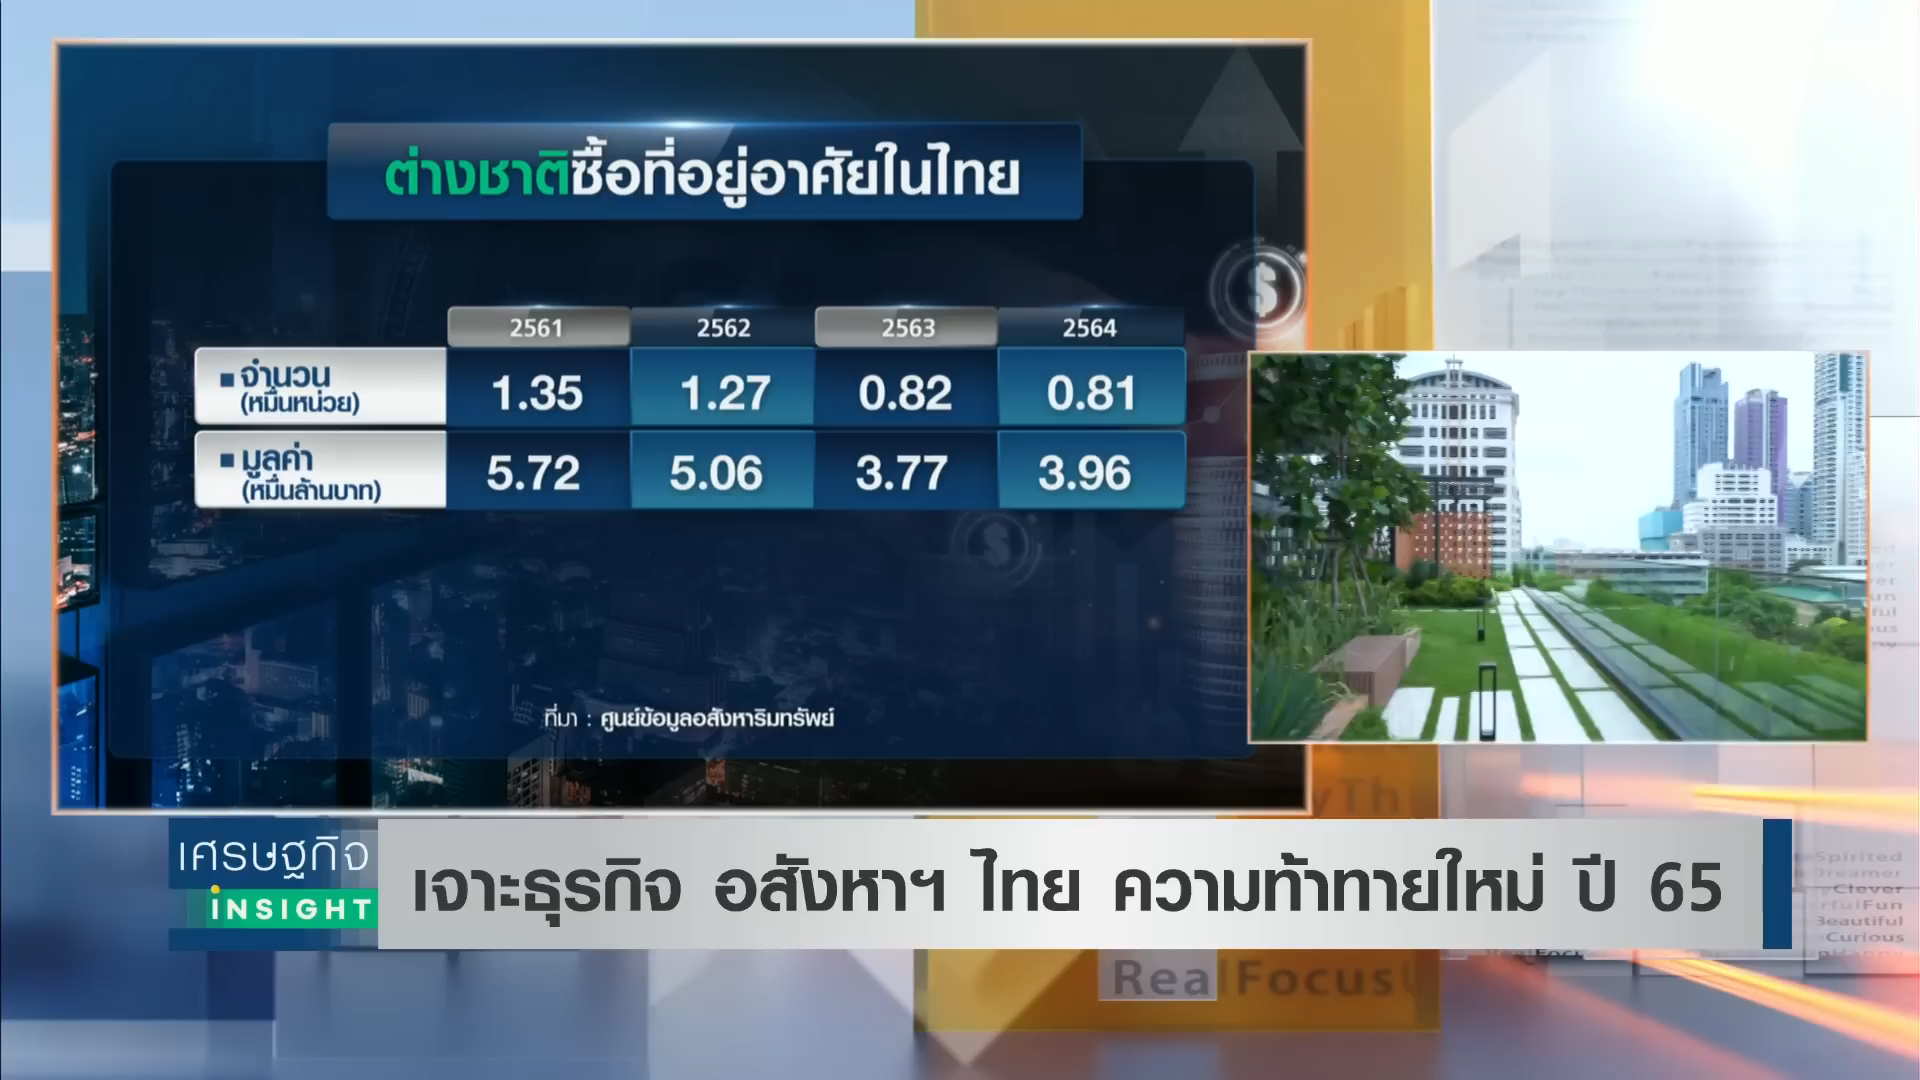 ต่างชาติซื้อที่อยู่อาศัยในไทย
2561 2562 2563 2564
จำนวน 1.35 1.27 0.82 0.81
(หมื่นหน่วย)
มูลค่า 5.72 5.06 3.77 3.96
(หมื่นล้านบาท)
ที่มา : ศูนย์ข้อมูลอสังหาริมทรัพย์
เศรษฐกิจ
INSIGHT
เจาะธุรกิจ อสังหาฯ ไทย ความท้าทายใหม่ ปี 65
Spirited
Dreamer
Clever
Fun
Beautiful
Curious
RealFocus